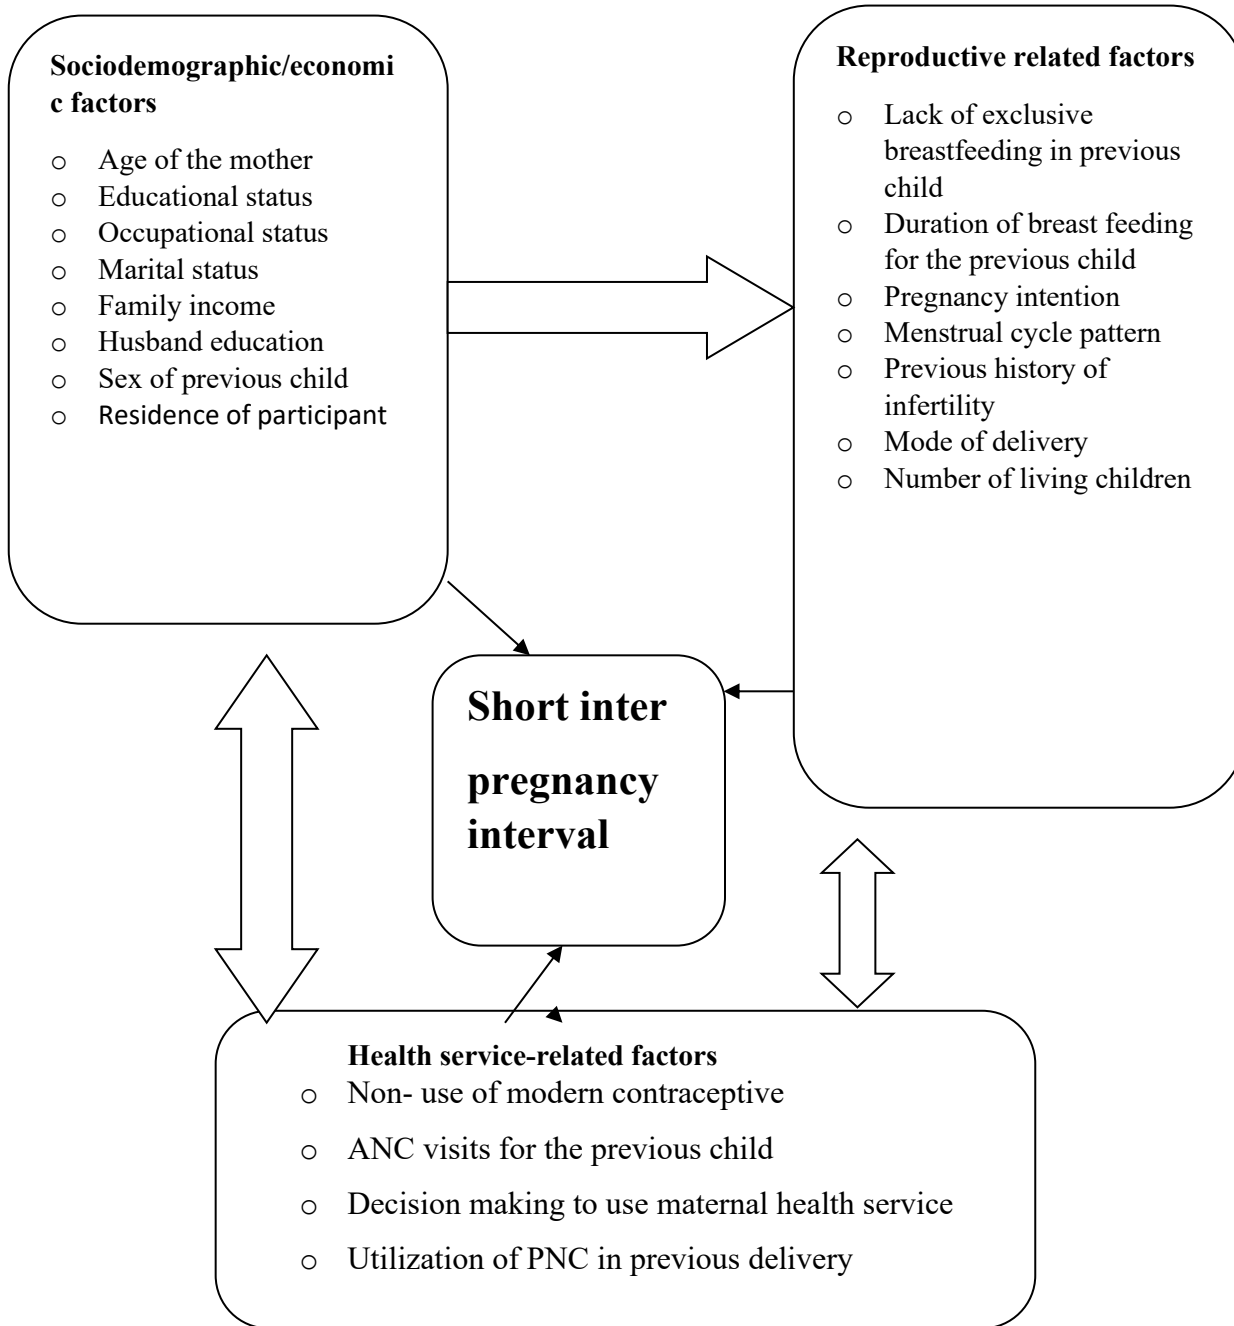 Sociodemographic/economi
c factors
o Age of the mother
o Educational status
o Occupational status
o Marital status
o Family income
o Husband education
o Sex of previous child
o Residence of participant
Reproductive related factors
o Lack of exclusive
breastfeeding in previous
child
o Duration of breast feeding
for the previous child
o Pregnancy intention
o Menstrual cycle pattern
o Previous history of
infertility
o Mode of delivery
o Number of living children
Short inter
pregnancy
interval
Health service-related factors
o Non- use of modern contraceptive
o ANC visits for the previous child
o Decision making to use maternal health service
o Utilization of PNC in previous delivery